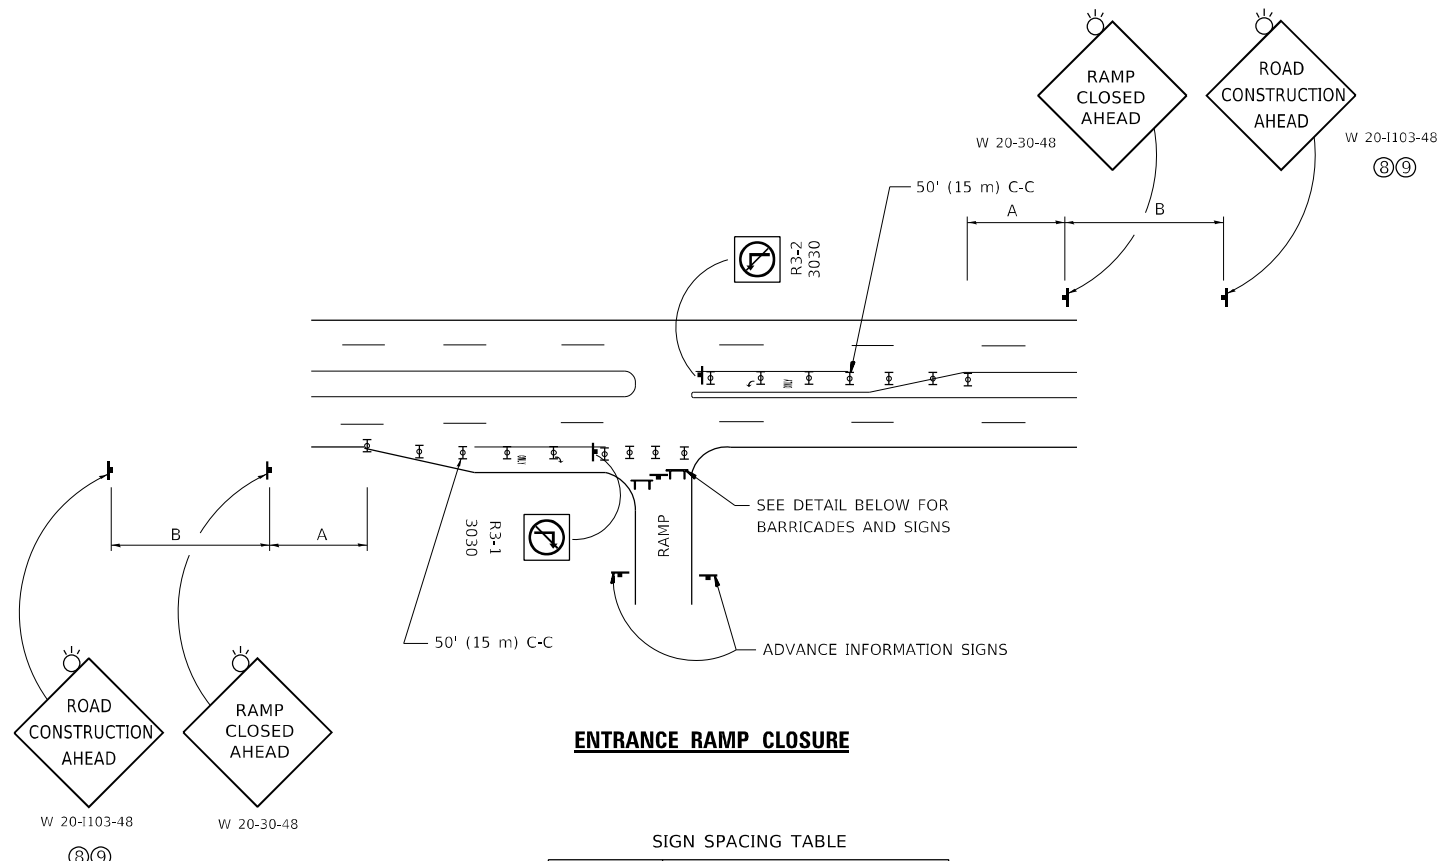 RAMP
CLOSED
AHEAD
W 20-30-48
ROAD
CONSTRUCTION
AHEAD
W 20-I103-48
⑧⑨
50' (15 m) C-C
A
B
R3-2
3030
B
A
R3-1
3030
RAMP
SEE DETAIL BELOW FOR
BARRICADES AND SIGNS
50' (15 m) C-C
ADVANCE INFORMATION SIGNS
ROAD
CONSTRUCTION
AHEAD
W 20-I103-48
⑧⑨
RAMP
CLOSED
AHEAD
W 20-30-48
ENTRANCE RAMP CLOSURE
SIGN SPACING TABLE